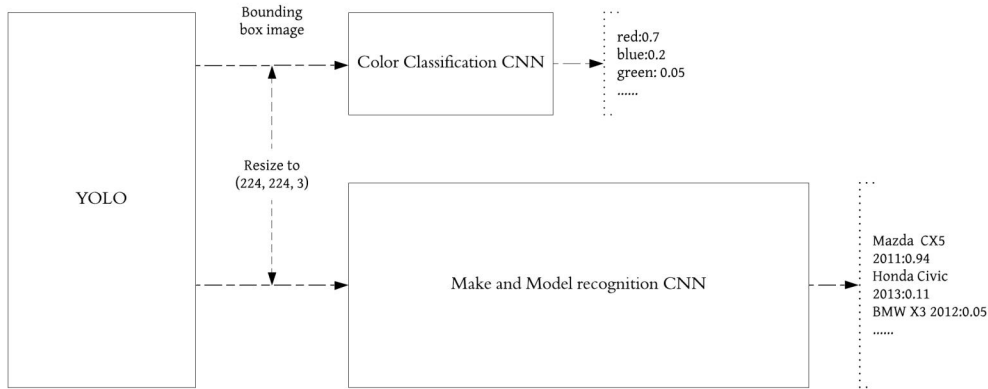 Bounding
box image
Color Classification CNN
red:0.7
blue:0.2
green: 0.05
......
YOLO
Resize to
(224, 224, 3)
Make and Model recognition CNN
Mazda CX5
2011:0.94
Honda Civic
2013:0.11
BMW X3 2012:0.05
......